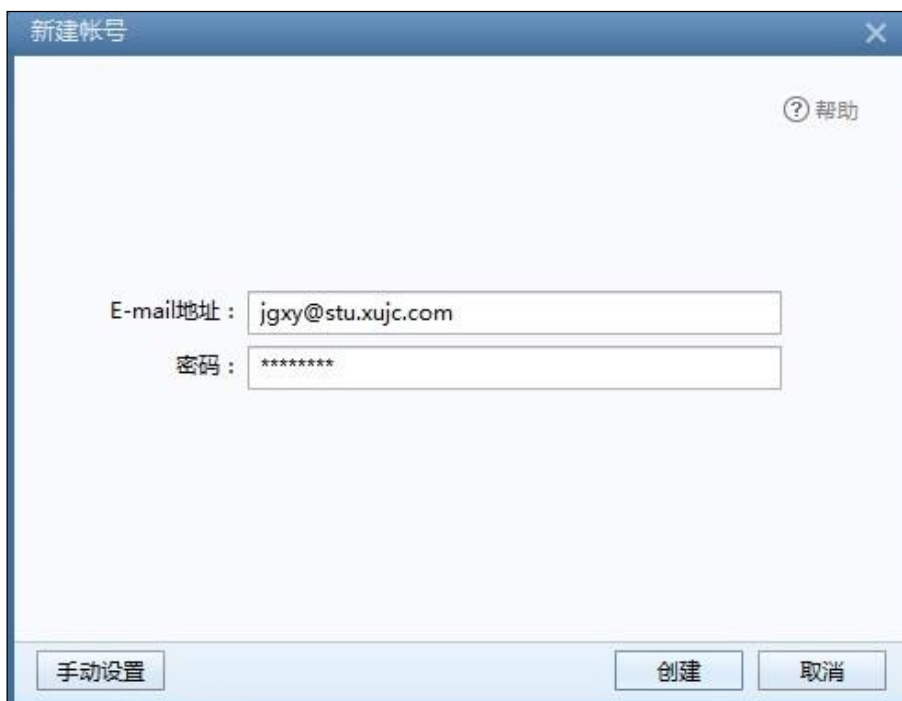 新建帐号
帮助
E-mail地址： jgxy@stu.xujc.com
密码： ********
手动设置 创建 取消